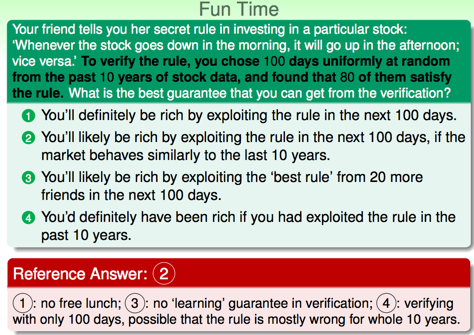 Fun Time
Your friend tells you her secret rule in investing in a particular stock:
'Whenever the stock goes down in the morning, it will go up in the afternoon;
vice versa.' To verify the rule, you chose 100 days uniformly at random
from the past 10 years of stock data, and found that 80 of them satisfy
the rule. What is the best guarantee that you can get from the verification?
1 You'll definitely be rich by exploiting the rule in the next 100 days.
2 You'll likely be rich by exploiting the rule in the next 100 days, if the
market behaves similarly to the last 10 years.
3 You'll likely be rich by exploiting the 'best rule' from 20 more
friends in the next 100 days.
4 You'd definitely have been rich if you had exploited the rule in the
past 10 years.
Reference Answer: 2
1: no free lunch; 3: no 'learning' guarantee in verification; 4: verifying
with only 100 days, possible that the rule is mostly wrong for whole 10 years.